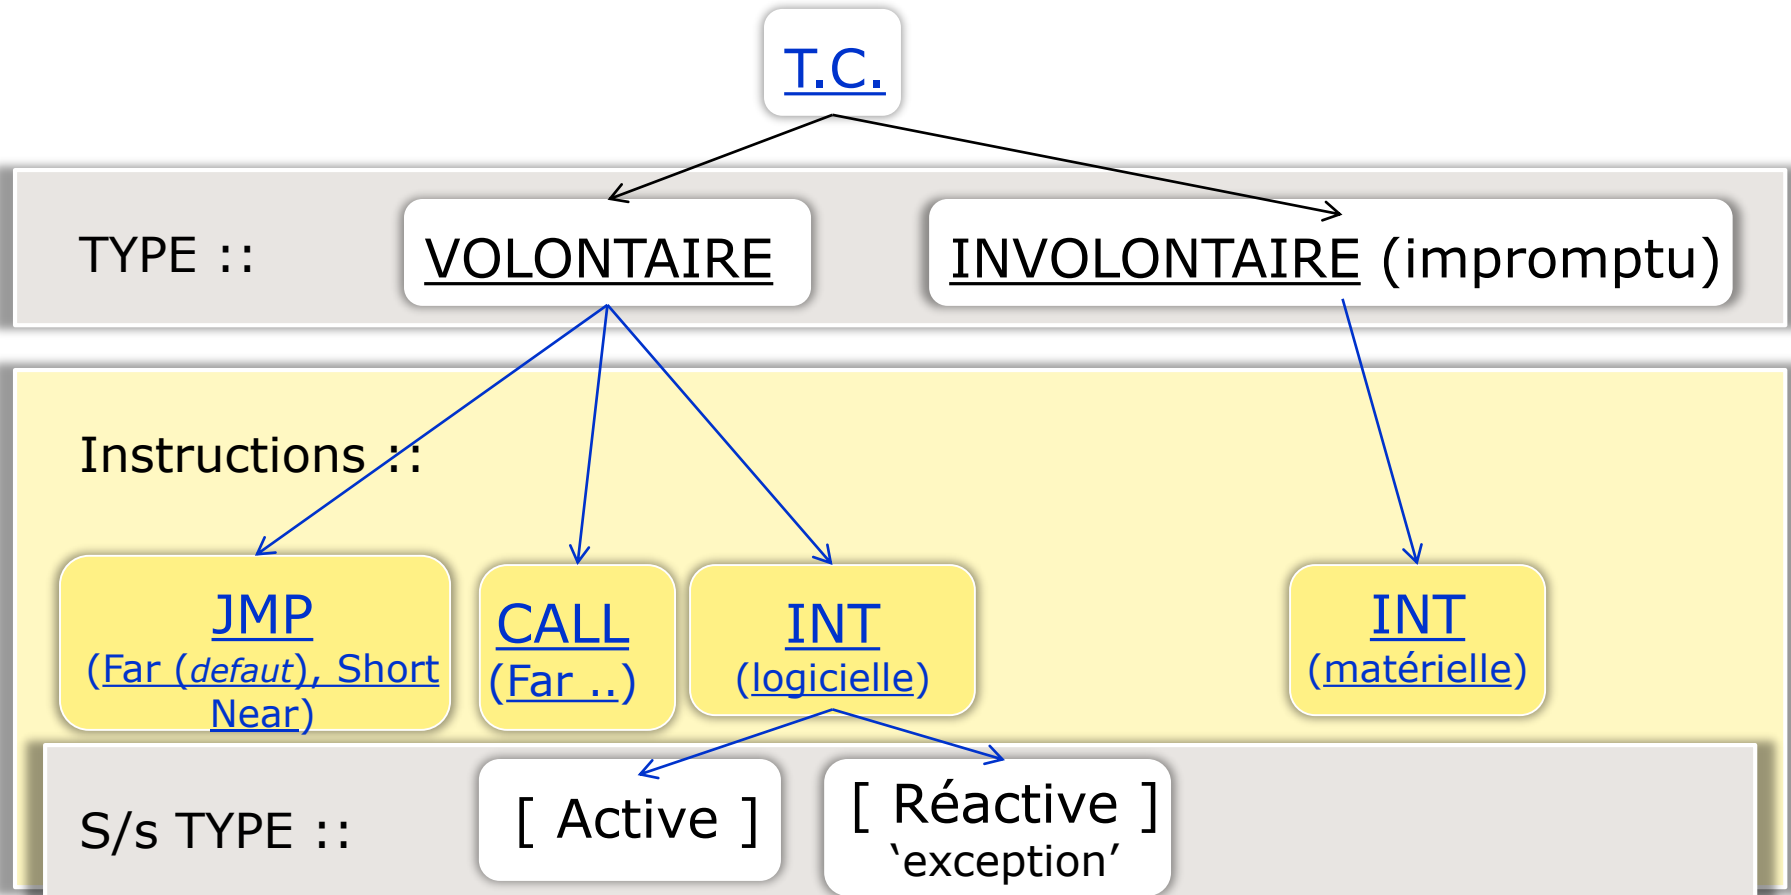 T.C.
TYPE ::
VOLONTAIRE
INVOLONTAIRE (impromptu)
Instructions ::
JMP
(Far (defaut), Short
Near)
CALL
(Far ..)
INT
(logicielle)
INT
(matérielle)
S/s TYPE ::
[ Active ]
[ Réactive ]
‘exception’